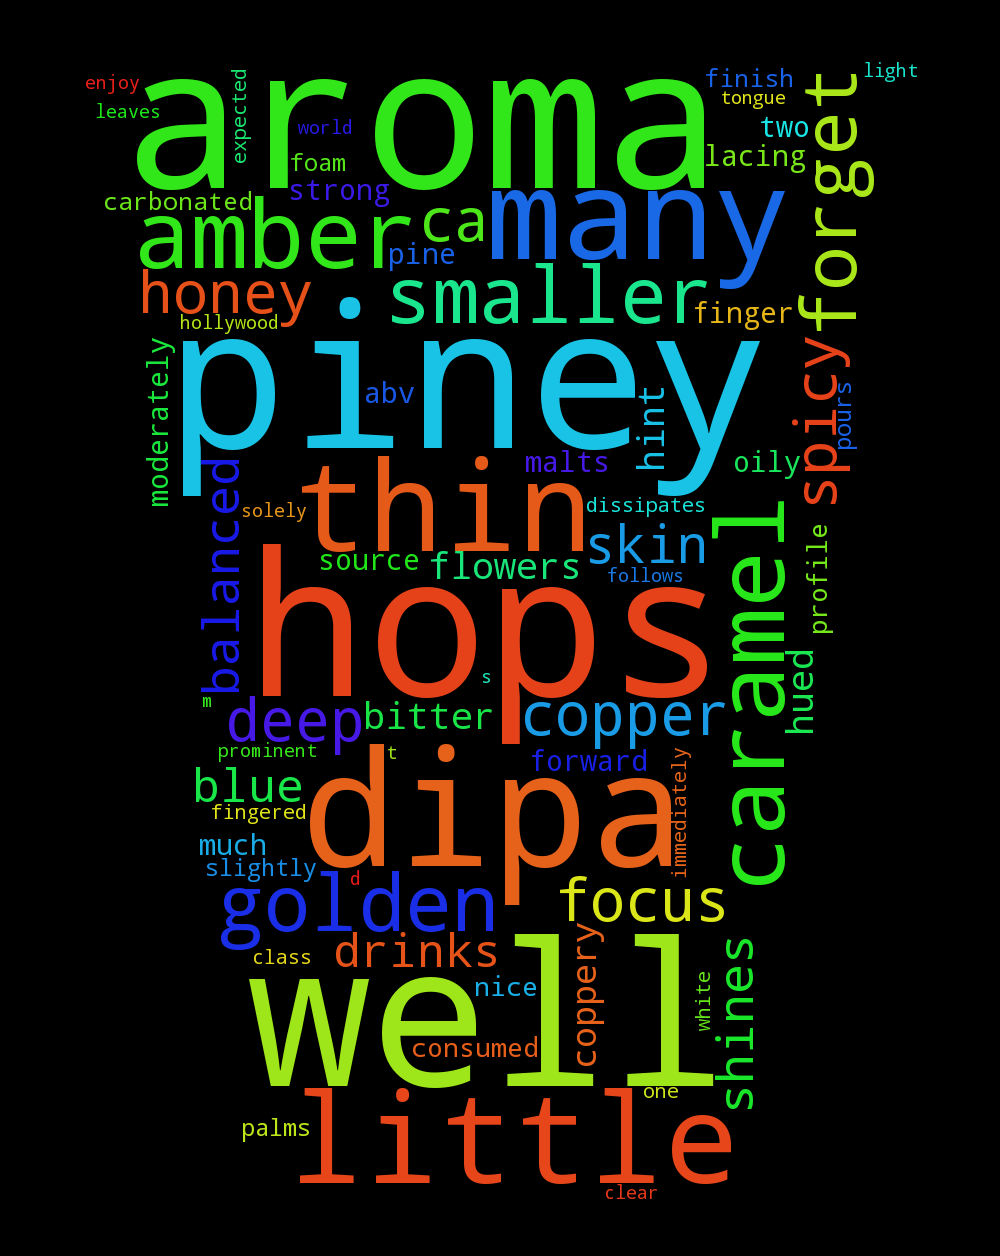 aroma
enjoy
leaves
expected
world
foam
strong
finish
tongue
light
two
lacing
forget
carbonated
amber
ca
many
pine
honey
smaller
finger
hollywood
piney
moderately
abv
hint
spicy
pours
malts
oily
balanced
solely
thin
dissipates
source
flowers
skin
follows
caramel
profile
hops
s
hued
m
deep
bitter
copper
prominent
t
forward
blue
dipa
immediately
fingered
much
slightly
d
golden
focus
class
drinks
coppery
shines
well
nice
white
consumed
one
little
palms
clear